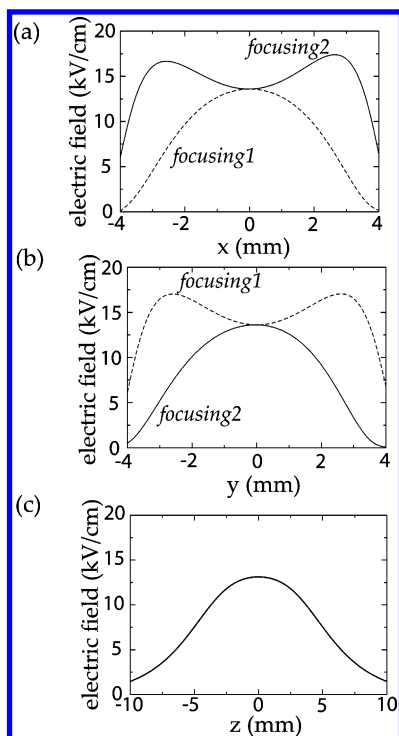 (a)
electric field (kV/cm)
20
15
10
5
0
focusing2
focusing1
-4 -2 0 2 4
x (mm)
(b)
electric field (kV/cm)
20
15
10
5
0
focusing1
focusing2
-4 -2 0 2 4
y (mm)
(c)
electric field (kV/cm)
20
15
10
5
0
-10 -5 0 5 10
z (mm)